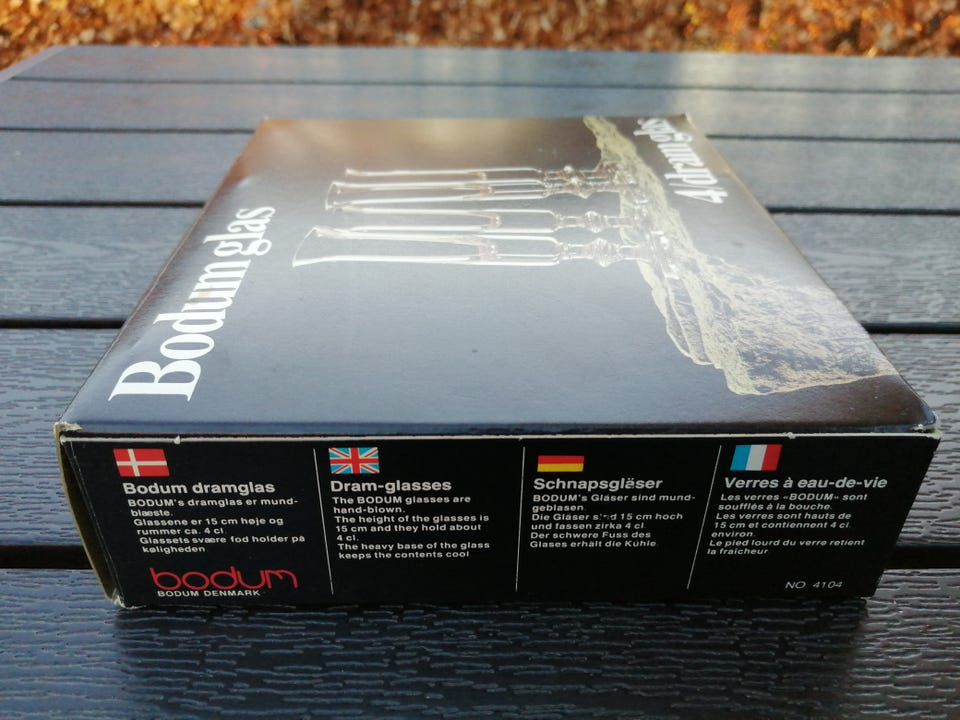 Bodum glas
4 dram glas
Bodum dramglas
BODUM's dramglas er mund-
blæste.
Glassene er 15 cm høje og
rummer ca. 4 cl.
Glassets svære fod holder på
køligheden
bodum
BODUM DENMARK
Dram-glasses
The BODUM glasses are
hand-blown.
The height of the glasses is
15 cm and they hold about
4 cl.
The heavy base of the glass
keeps the contents cool
Schnapsgläser
BODUM's Gläser sind mund-
geblasen.
Die Gläser sind 15 cm hoch
und fassen zirka 4 cl.
Der schwere Fuss des
Glases erhält die Kühle.
Verres à eau-de-vie
Les verres «BODUM» sont
soufflés à la bouche.
Les verres sont hauts de
15 cm et contiennent 4 cl.
environ.
Le pied lourd du verre retient
la fraîcheur
NO. 4104